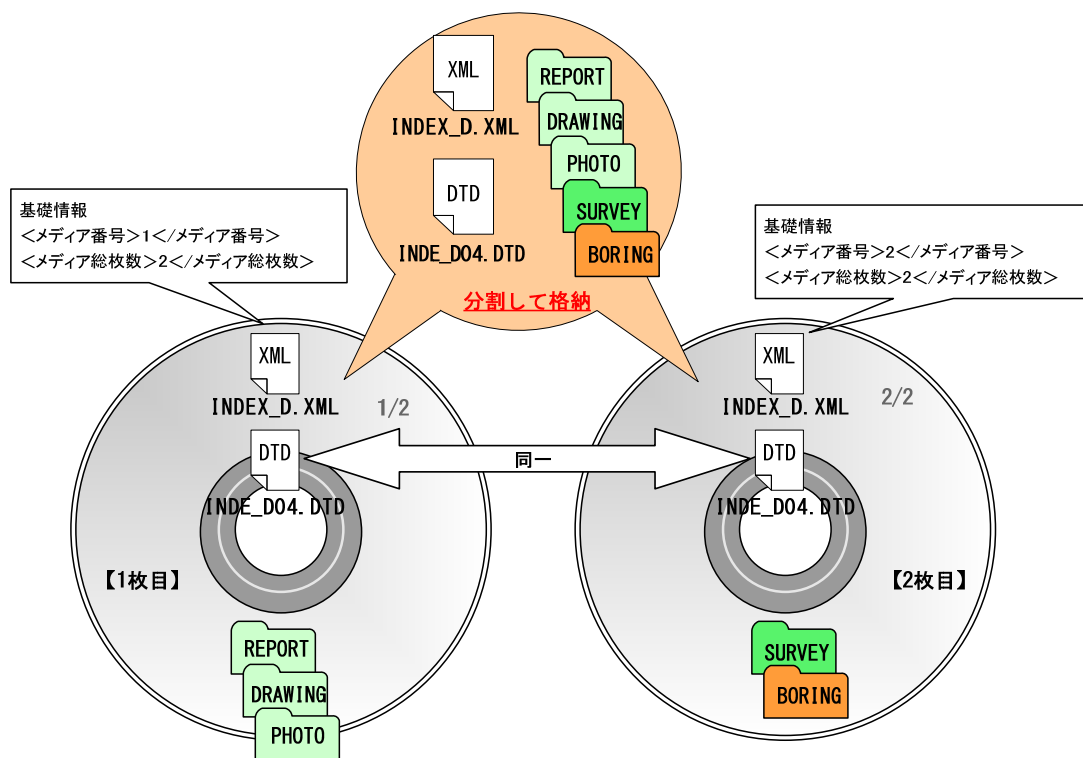 XML
INDEX_D.XML
DTD
INDE_D04.DTD
REPORT
DRAWING
PHOTO
SURVEY
BORING
分割して格納
基礎情報
<メディア番号>1</メディア番号>
<メディア総枚数>2</メディア総枚数>
基礎情報
<メディア番号>2</メディア番号>
<メディア総枚数>2</メディア総枚数>
XML
INDEX_D.XML
1/2
DTD
INDE_D04.DTD
【1枚目】
REPORT
DRAWING
PHOTO
同一
XML
INDEX_D.XML
2/2
DTD
INDE_D04.DTD
【2枚目】
SURVEY
BORING